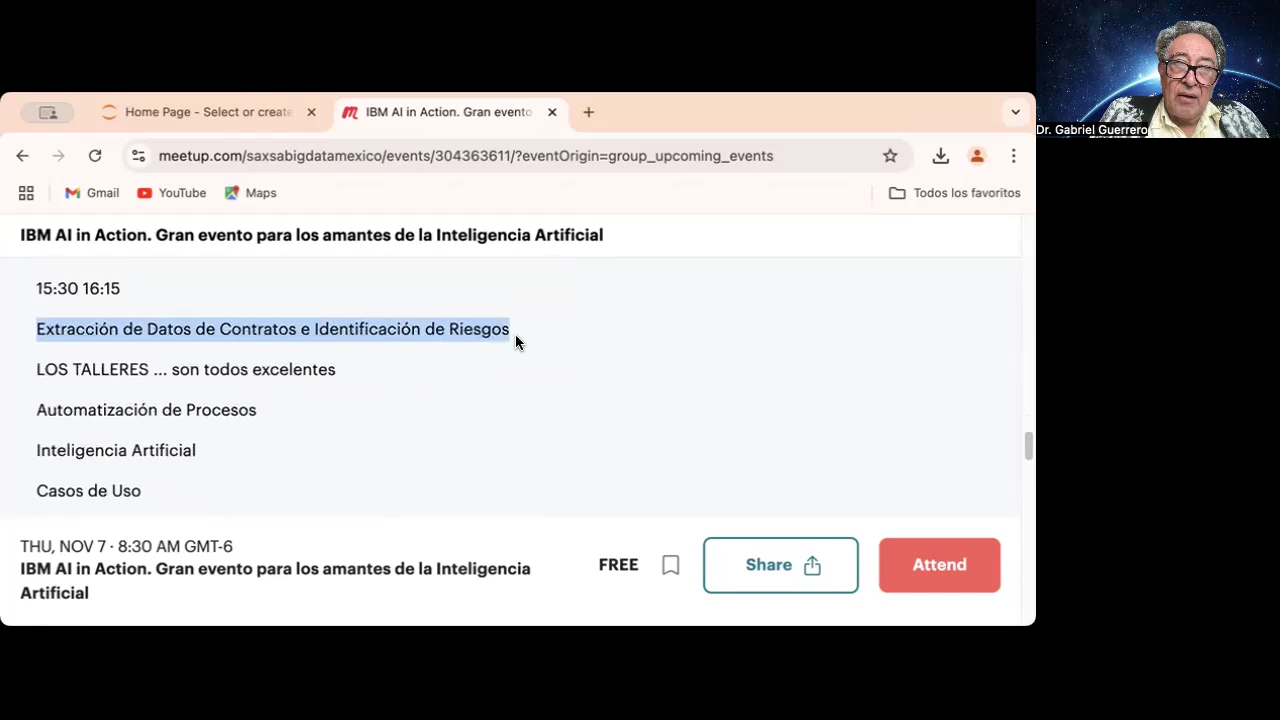 Home Page - Select or create
IBM AI in Action. Gran evento
meetup.com/saxsabigdatamexico/events/304363611/?eventOrigin=group_upcoming_events
Gmail
YouTube
Maps
Todos los favoritos
IBM AI in Action. Gran evento para los amantes de la Inteligencia Artificial
15:30 16:15
Extracción de Datos de Contratos e Identificación de Riesgos
LOS TALLERES ... son todos excelentes
Automatización de Procesos
Inteligencia Artificial
Casos de Uso
THU, NOV 7 · 8:30 AM GMT-6
IBM AI in Action. Gran evento para los amantes de la Inteligencia
Artificial
FREE
Share
Attend
Dr. Gabriel Guerrero